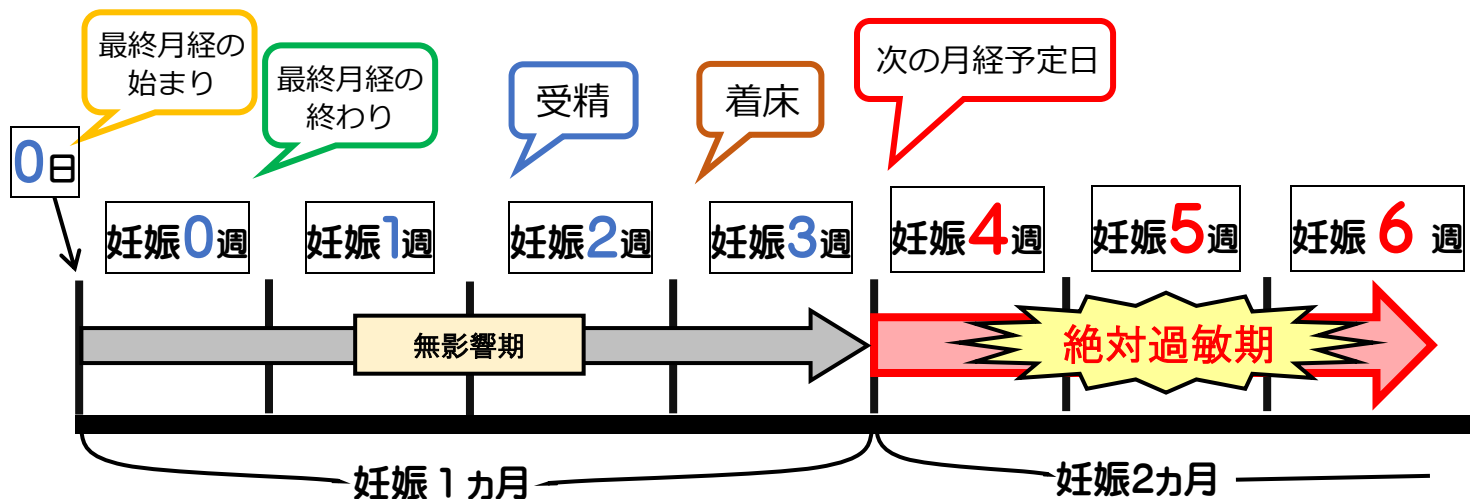 最終月経の
始まり
最終月経の
終わり
受精
着床
次の月経予定日
0日
妊娠0週
妊娠1週
妊娠2週
妊娠3週
妊娠4週
妊娠5週
妊娠6週
無影響期
絶対過敏期
妊娠1ヵ月
妊娠2ヵ月